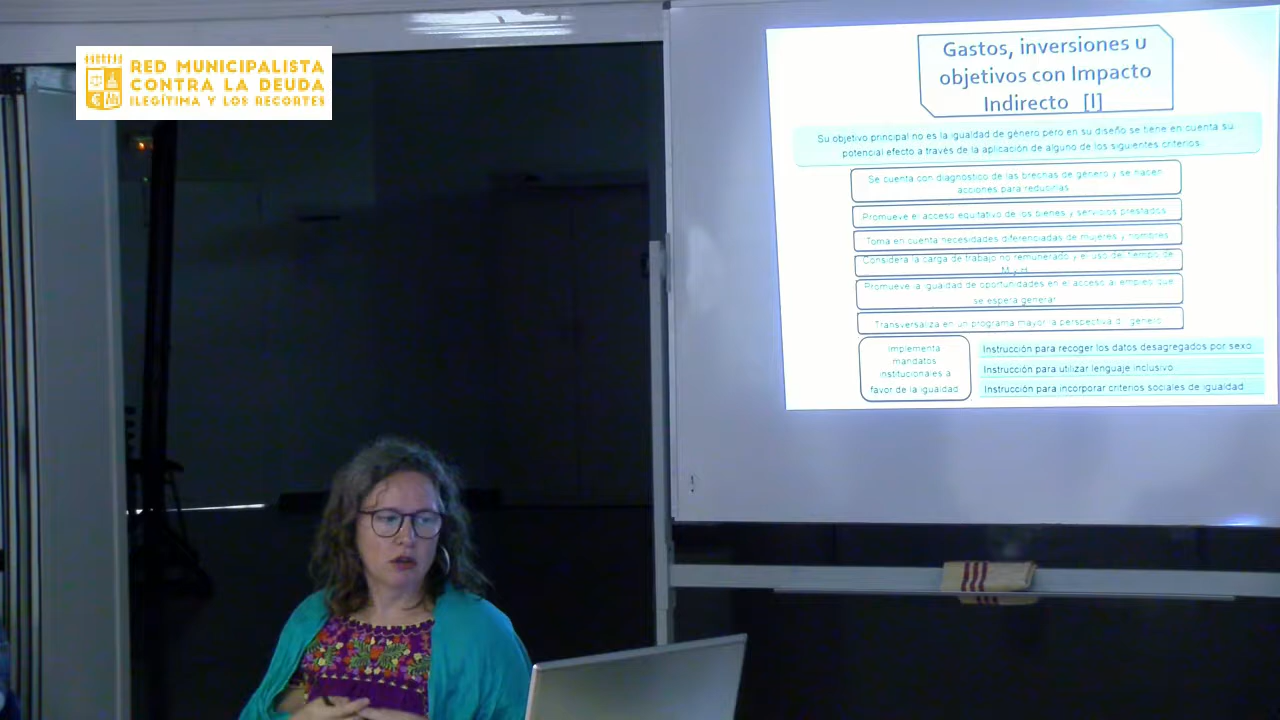 RED MUNICIPALISTA
CONTRA LA DEUDA
ILEGÍTIMA Y LOS RECORTES
Gastos, inversiones u
objetivos con Impacto
Indirecto [I]
Su objetivo principal no es la igualdad de género pero en su diseño se tiene en cuenta su
potencial efecto a través de la aplicación de alguno de los siguientes criterios:
Se cuenta con diagnóstico de las brechas de género y se hacen
acciones para reducirlas
Promueve el acceso equitativo de los bienes y servicios prestados
Toma en cuenta necesidades diferenciadas de mujeres y hombres
Considera la carga de trabajo no remunerado y el uso del tiempo de
M y H
Promueve la igualdad de oportunidades en el acceso al empleo que
se espera generar
Transversaliza en un programa mayor la perspectiva de género
Implementa
mandatos
institucionales a
favor de la igualdad
Instrucción para recoger los datos desagregados por sexo
Instrucción para utilizar lenguaje inclusivo
Instrucción para incorporar criterios sociales de igualdad